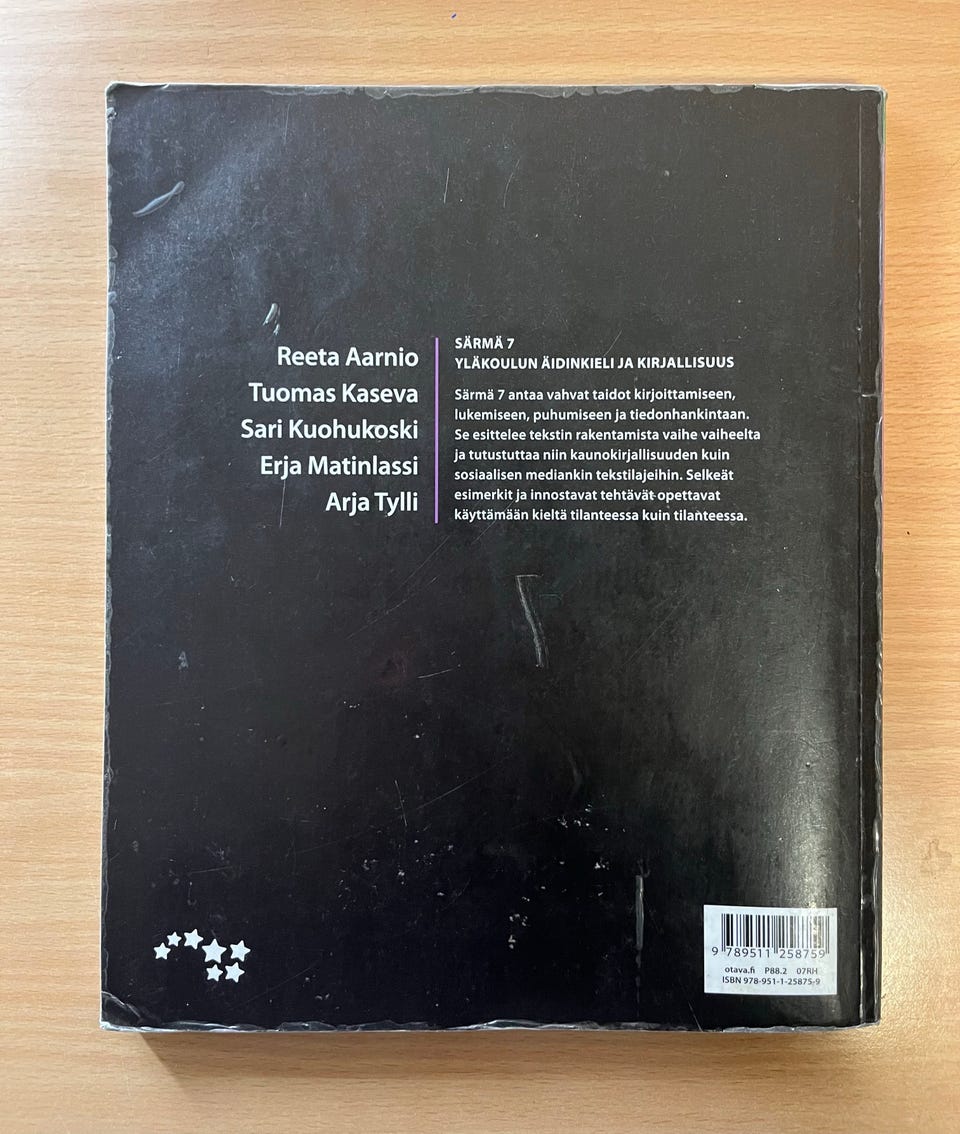 Reeta Aarnio
Tuomas Kaseva
Sari Kuohukoski
Erja Matinlassi
Arja Tylli
SÄRMÄ 7
YLÄKOULUN ÄIDINKIELI JA KIRJALLISUUS
Särmä 7 antaa vahvat taidot kirjoittamiseen,
lukemiseen, puhumiseen ja tiedonhankintaan.
Se esittelee tekstin rakentamista vaihe vaiheelta
ja tutustuttaa niin kaunokirjallisuuden kuin
sosiaalisen mediankin tekstilajeihin. Selkeät
esimerkit ja innostavat tehtävät opettavat
käyttämään kieltä tilanteessa kuin tilanteessa.
9 789511 258759
otava.fi P88.2 07RH
ISBN 978-951-1-25875-9